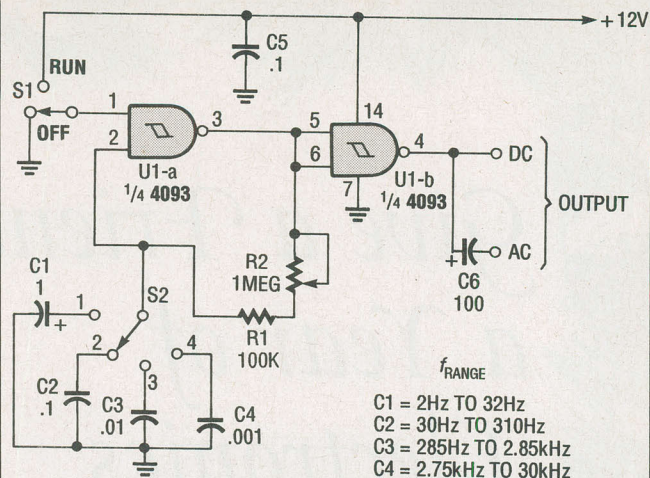 +12V
RUN
C5
.1
S1
OFF
1
2
3
U1-a
1/4 4093
5
6
14
4
7
U1-b
1/4 4093
DC
AC
OUTPUT
C6
100
+
R2
1MEG
R1
100K
C1
1
+
1
S2
2
4
3
C2
.1
C3
.01
C4
.001
fRANGE
C1 = 2Hz TO 32Hz
C2 = 30Hz TO 310Hz
C3 = 285Hz TO 2.85kHz
C4 = 2.75kHz TO 30kHz